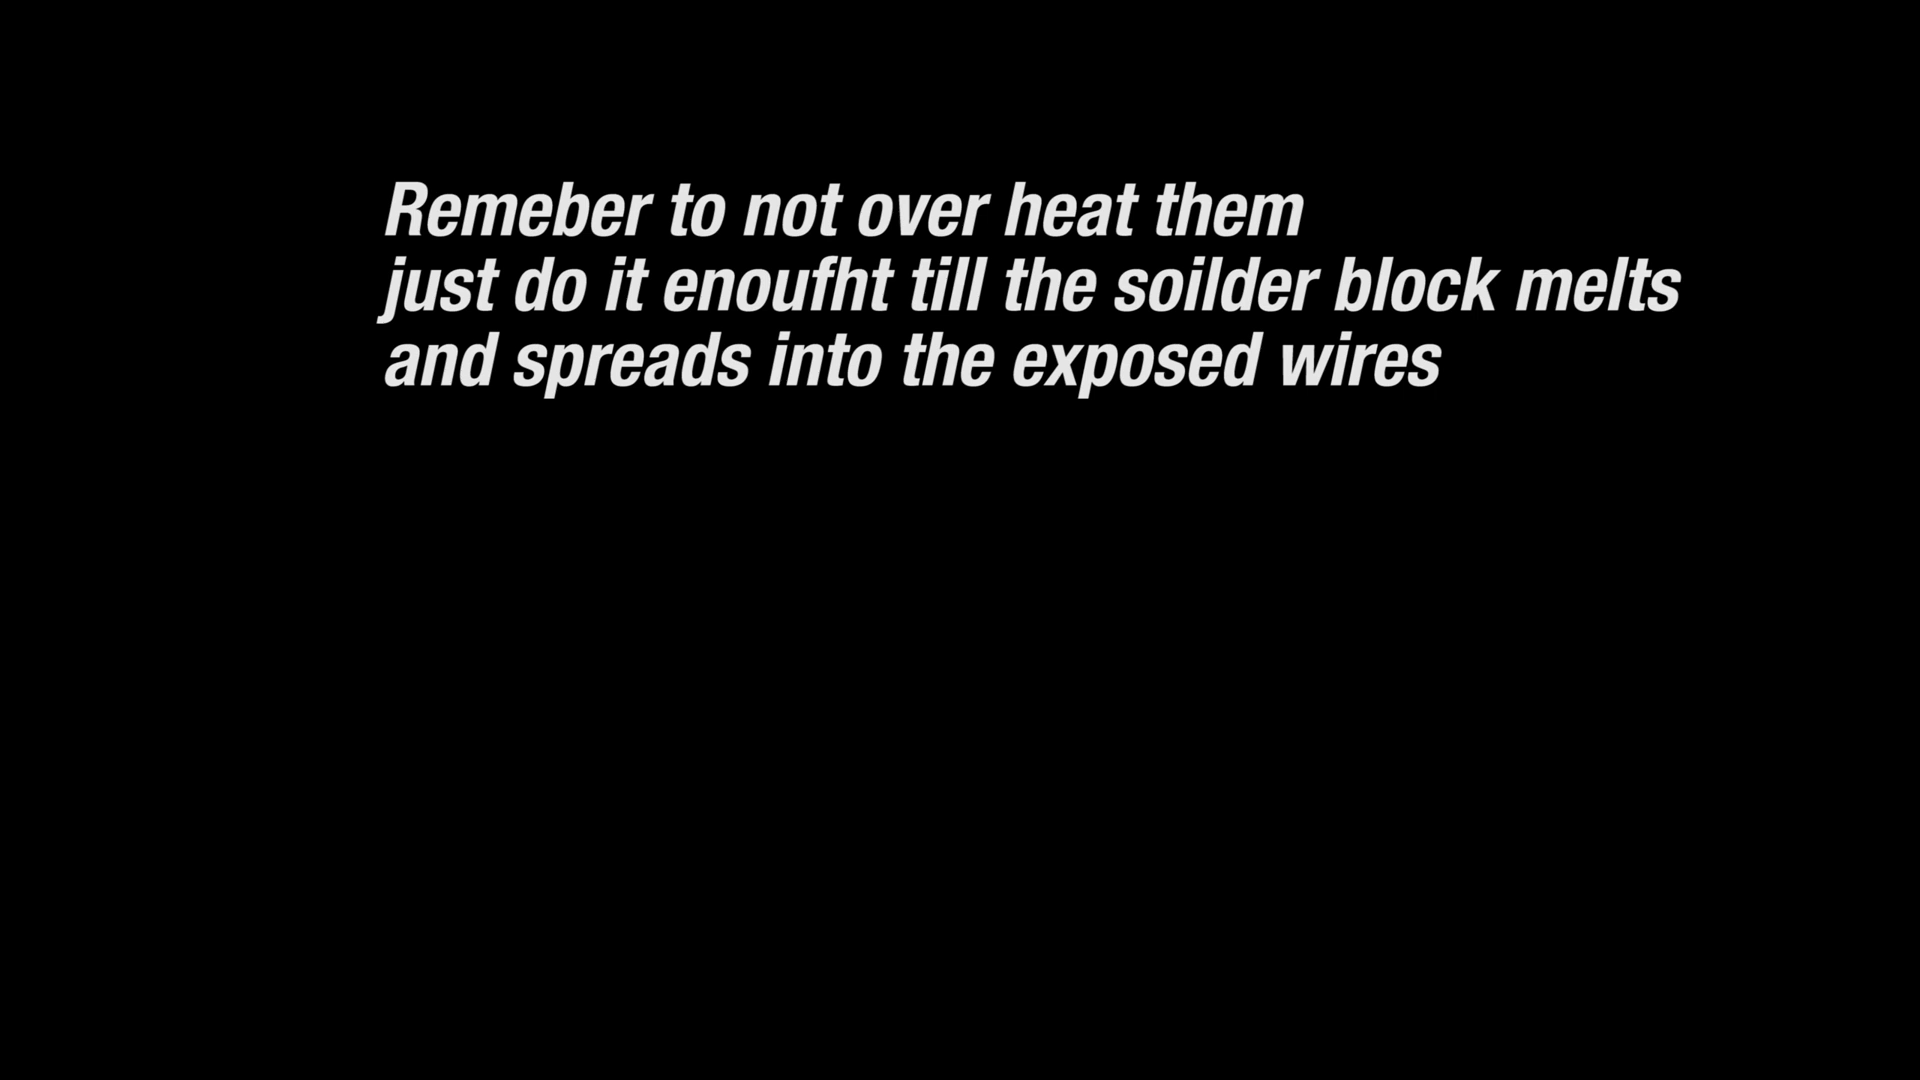 Remeber to not over heat them
just do it enoufht till the soilder block melts
and spreads into the exposed wires